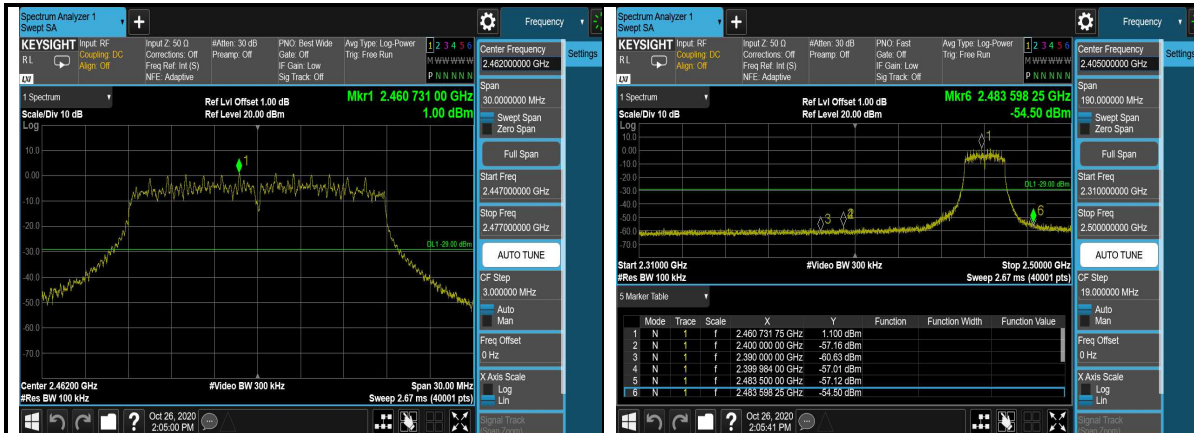 Spectrum Analyzer 1
Swept SA
+
Frequency
KEYSIGHT
RL
LXI
Input: RF
Coupling: DC
Align: Off
Input Z: 50 Ω
Corrections: Off
Freq Ref: Int (S)
NFE: Adaptive
#Atten: 30 dB
Preamp: Off
PNO: Best Wide
Gate: Off
IF Gain: Low
Sig Track: Off
Avg Type: Log-Power
Trig: Free Run
1 2 3 4 5 6
M W W W W W
P N N N N N
Center Frequency
2.462000000 GHz
Settings
Span
30.0000000 MHz
Swept Span
Zero Span
Full Span
Start Freq
2.447000000 GHz
Stop Freq
2.477000000 GHz
AUTO TUNE
CF Step
3.000000 MHz
Auto
Man
Freq Offset
0 Hz
X Axis Scale
Log
Lin
Signal Track
(Span Zoom)
1 Spectrum
Scale/Div 10 dB
Ref Lvl Offset 1.00 dB
Ref Level 20.00 dBm
Mkr1 2.460 731 00 GHz
1.00 dBm
Log
10.0
0.00
-10.0
-20.0
-30.0
-40.0
-50.0
-60.0
-70.0
1
DL1 -29.00 dBm
Center 2.46200 GHz
#Res BW 100 kHz
#Video BW 300 kHz
Span 30.00 MHz
Sweep 2.67 ms (40001 pts)
?
Oct 26, 2020
2:05:00 PM
Spectrum Analyzer 1
Swept SA
+
Frequency
KEYSIGHT
RL
LXI
Input: RF
Coupling: DC
Align: Off
Input Z: 50 Ω
Corrections: Off
Freq Ref: Int (S)
NFE: Adaptive
#Atten: 30 dB
Preamp: Off
PNO: Fast
Gate: Off
IF Gain: Low
Sig Track: Off
Avg Type: Log-Power
Trig: Free Run
1 2 3 4 5 6
M W W W W W
P N N N N N
Center Frequency
2.405000000 GHz
Settings
Span
190.000000 MHz
Swept Span
Zero Span
Full Span
Start Freq
2.310000000 GHz
Stop Freq
2.500000000 GHz
AUTO TUNE
CF Step
19.000000 MHz
Auto
Man
Freq Offset
0 Hz
X Axis Scale
Log
Lin
Signal Track
(Span Zoom)
1 Spectrum
Scale/Div 10 dB
Ref Lvl Offset 1.00 dB
Ref Level 20.00 dBm
Mkr6 2.483 598 25 GHz
-54.50 dBm
Log
10.0
0.00
-10.0
-20.0
-30.0
-40.0
-50.0
-60.0
-70.0
1
DL1 -29.00 dBm
3
6
Start 2.31000 GHz
#Res BW 100 kHz
#Video BW 300 kHz
Stop 2.50000 GHz
Sweep 2.67 ms (40001 pts)
5 Marker Table
Mode Trace Scale X Y Function Function Width Function Value
1 N 1 f 2.460 731 75 GHz 1.100 dBm
2 N 1 f 2.400 000 00 GHz -57.16 dBm
3 N 1 f 2.390 000 00 GHz -60.63 dBm
4 N 1 f 2.399 984 00 GHz -57.01 dBm
5 N 1 f 2.483 500 00 GHz -57.12 dBm
6 N 1 f 2.483 598 25 GHz -54.50 dBm
?
Oct 26, 2020
2:05:41 PM